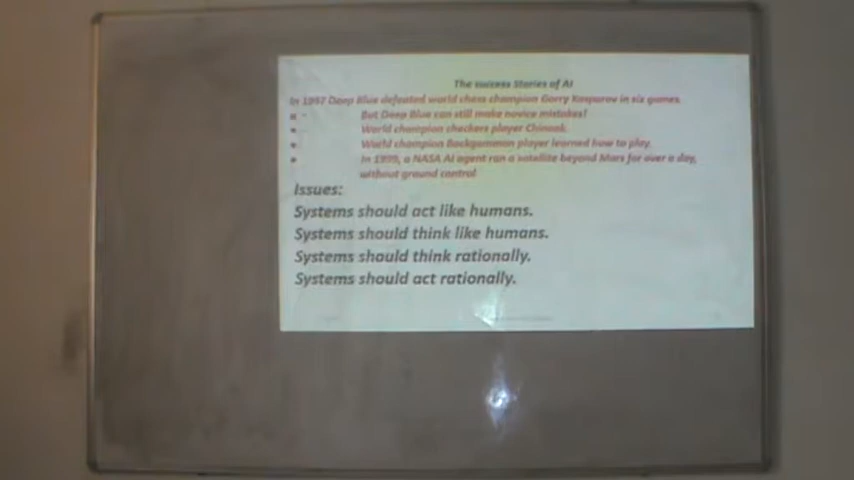 The success Stories of AI
In 1997 Deep Blue defeated world chess champion Garry Kasparov in six games.
But Deep Blue can still make novice mistakes!
World champion checkers player Chinook.
World champion Backgammon player learned how to play.
In 1999, a NASA AI agent ran a satellite beyond Mars for over a day,
without ground control
Issues:
Systems should act like humans.
Systems should think like humans.
Systems should think rationally.
Systems should act rationally.